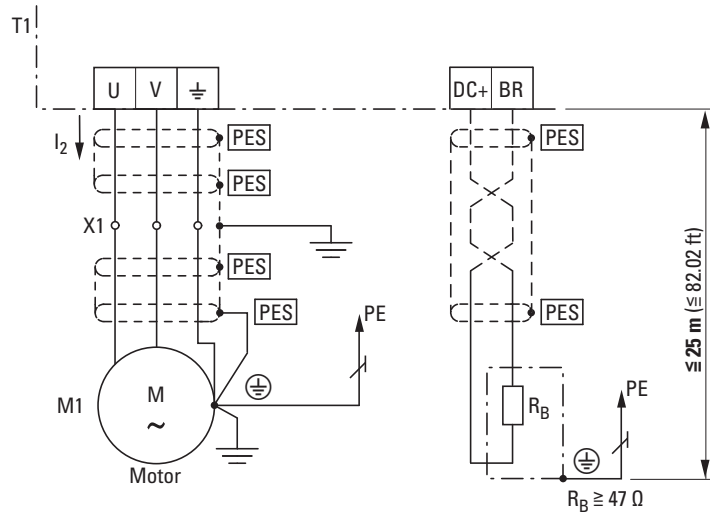 T1
U V
DC+ BR
I2
PES
PES
PES
X1
PES
PES
PES
PE
M1
M
~
Motor
RB
PE
RB ≧ 47 Ω
≦ 25 m (≦ 82.02 ft)